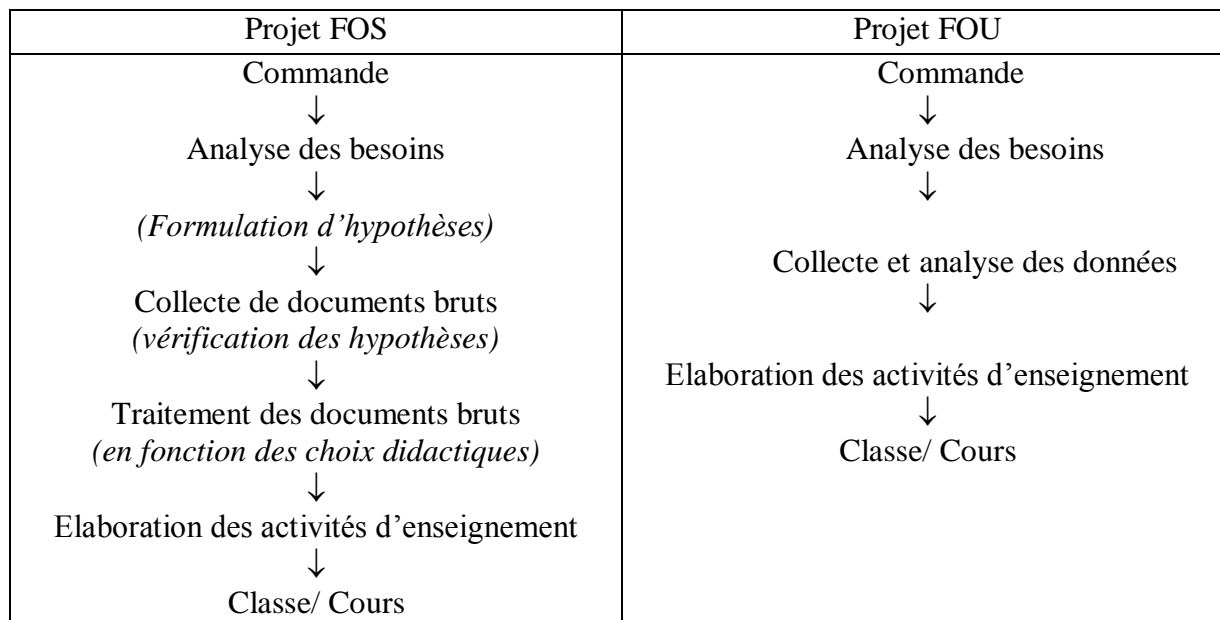 Projet FOS
Commande
↓
Analyse des besoins
↓
(Formulation d’hypothèses)
↓
Collecte de documents bruts
(vérification des hypothèses)
↓
Traitement des documents bruts
(en fonction des choix didactiques)
↓
Elaboration des activités d’enseignement
↓
Classe/ Cours
Projet FOU
Commande
↓
Analyse des besoins
↓
Collecte et analyse des données
↓
Elaboration des activités d’enseignement
↓
Classe/ Cours